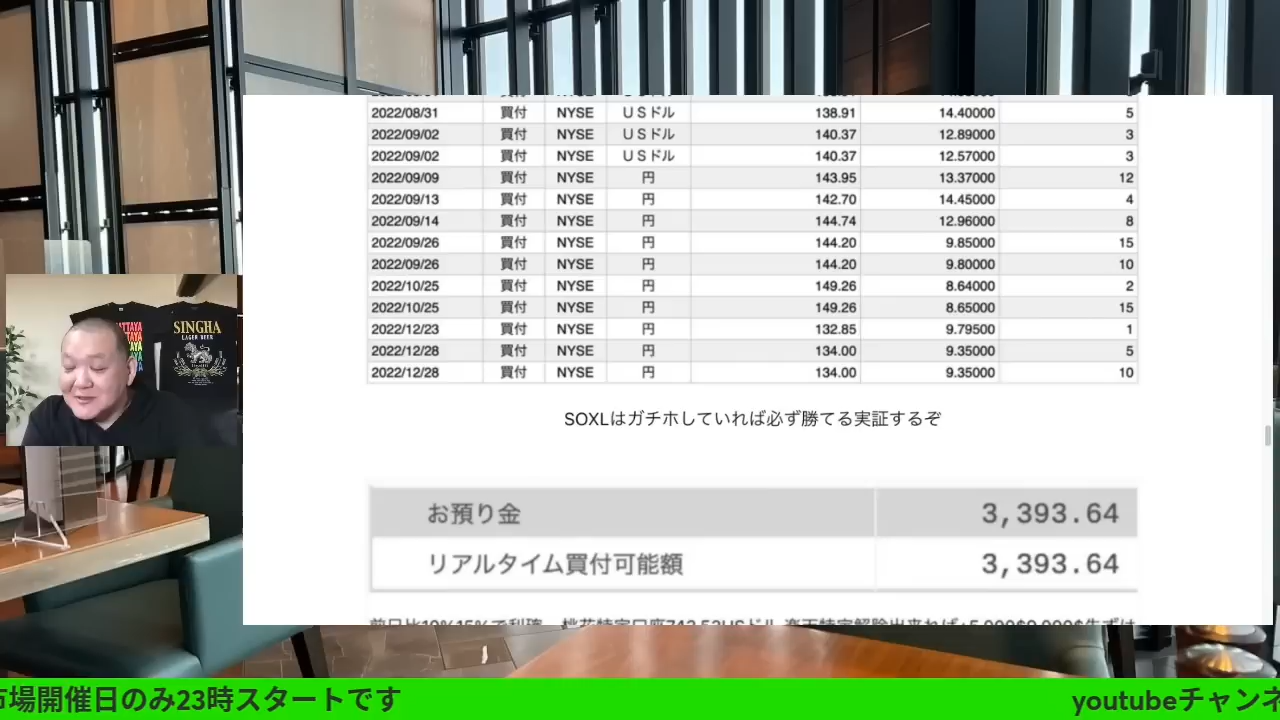 2022/08/31 買付 NYSE USドル 138.91 14.40000 5
2022/09/02 買付 NYSE USドル 140.37 12.89000 3
2022/09/02 買付 NYSE USドル 140.37 12.57000 3
2022/09/09 買付 NYSE 円 143.95 13.37000 12
2022/09/13 買付 NYSE 円 142.70 14.45000 4
2022/09/14 買付 NYSE 円 144.74 12.96000 8
2022/09/26 買付 NYSE 円 144.20 9.85000 15
2022/09/26 買付 NYSE 円 144.20 9.80000 10
2022/10/25 買付 NYSE 円 149.26 8.64000 2
2022/10/25 買付 NYSE 円 149.26 8.65000 15
2022/12/23 買付 NYSE 円 132.85 9.79500 1
2022/12/28 買付 NYSE 円 134.00 9.35000 5
2022/12/28 買付 NYSE 円 134.00 9.35000 10
SOXLはガチホしていれば必ず勝てる実証するぞ
お預り金 3,393.64
リアルタイム買付可能額 3,393.64
SINGHA
LAGER BEER
市場開催日のみ23時スタートです
youtubeチャンネ